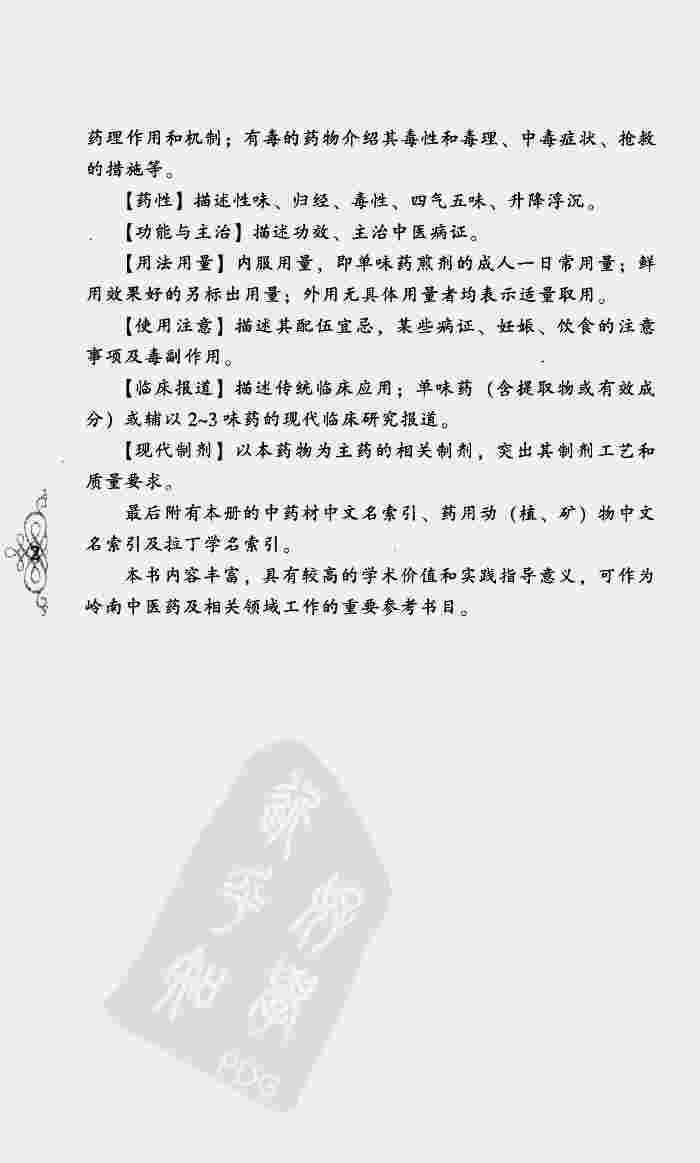 药理作用和机制；有毒的药物介绍其毒性和毒理、中毒症状、抢救
的措施等。
【药性】描述性味、归经、毒性、四气五味、升降浮沉。
【功能与主治】描述功效、主治中医病证。
【用法用量】内服用量，即单味药煎剂的成人一日常用量；鲜
用效果好的另标出用量；外用无具体用量者均表示适量取用。
【使用注意】描述其配伍宜忌，某些病证、妊娠、饮食的注意
事项及毒副作用。
【临床报道】描述传统临床应用；单味药（含提取物或有效成
分）或辅以 2~3 味药的现代临床研究报道。
【现代制剂】以本药物为主药的相关制剂，突出其制剂工艺和
质量要求。
最后附有本册的中药材中文名索引、药用动（植、矿）物中文
名索引及拉丁学名索引。
2
本书内容丰富，具有较高的学术价值和实践指导意义，可作为
岭南中医药及相关领域工作的重要参考书目。
PDG